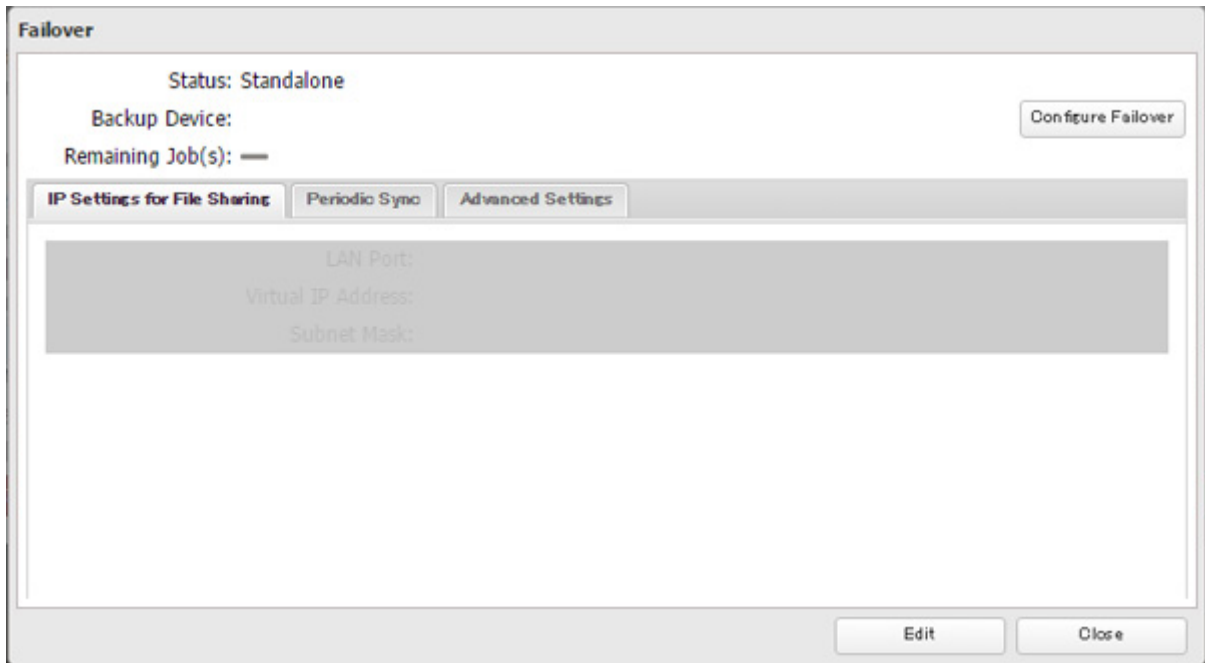 Failover
Status: Standalone
Backup Device:
Configure Failover
Remaining Job(s): —
IP Settings for File Sharing
Periodic Sync
Advanced Settings
LAN Port:
Virtual IP Address:
Subnet Mask:
Edit
Close